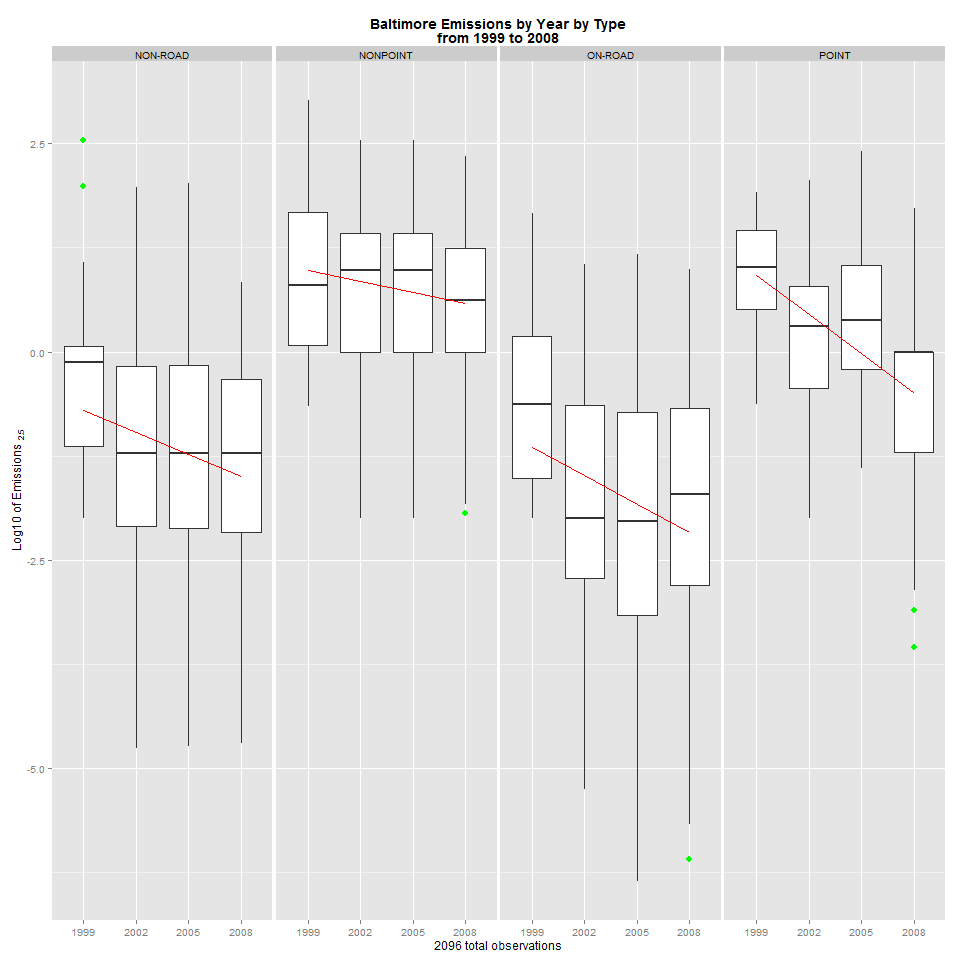 Baltimore Emissions by Year by Type
from 1999 to 2008
NON-ROAD NONPOINT ON-ROAD POINT
2.5
0.0
-2.5
-5.0
Log10 of Emissions 2.5
1999 2002 2005 2008 1999 2002 2005 2008 1999 2002 2005 2008 1999 2002 2005 2008
2096 total observations